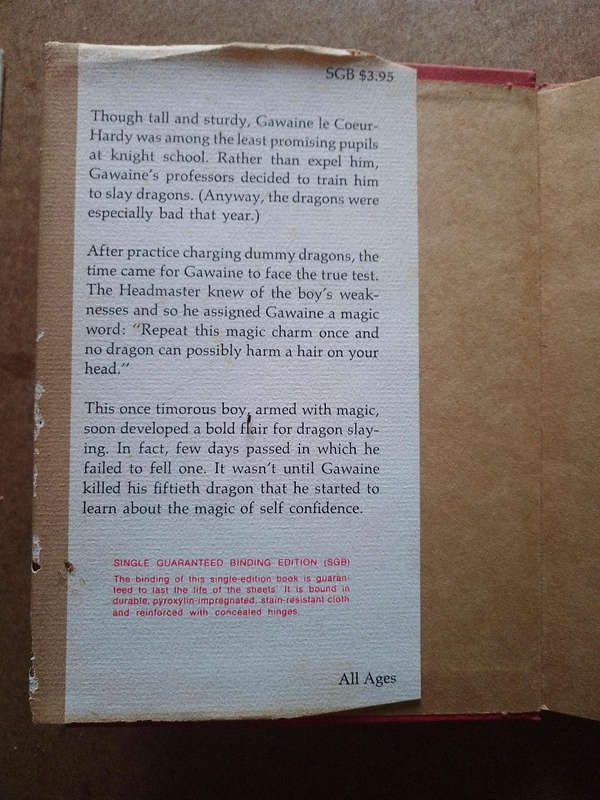 SGB $3.95
Though tall and sturdy, Gawaine le Coeur-
Hardy was among the least promising pupils
at knight school. Rather than expel him,
Gawaine's professors decided to train him
to slay dragons. (Anyway, the dragons were
especially bad that year.)
After practice charging dummy dragons, the
time came for Gawaine to face the true test.
The Headmaster knew of the boy's weak-
nesses and so he assigned Gawaine a magic
word: "Repeat this magic charm once and
no dragon can possibly harm a hair on your
head."
This once timorous boy, armed with magic,
soon developed a bold flair for dragon slay-
ing. In fact, few days passed in which he
failed to fell one. It wasn't until Gawaine
killed his fiftieth dragon that he started to
learn about the magic of self confidence.
SINGLE GUARANTEED BINDING EDITION (SGB)
The binding of this single-edition book is guaran-
teed to last the life of the sheets. It is bound in
durable, pyroxylin-impregnated, stain-resistant cloth
and reinforced with concealed hinges.
All Ages